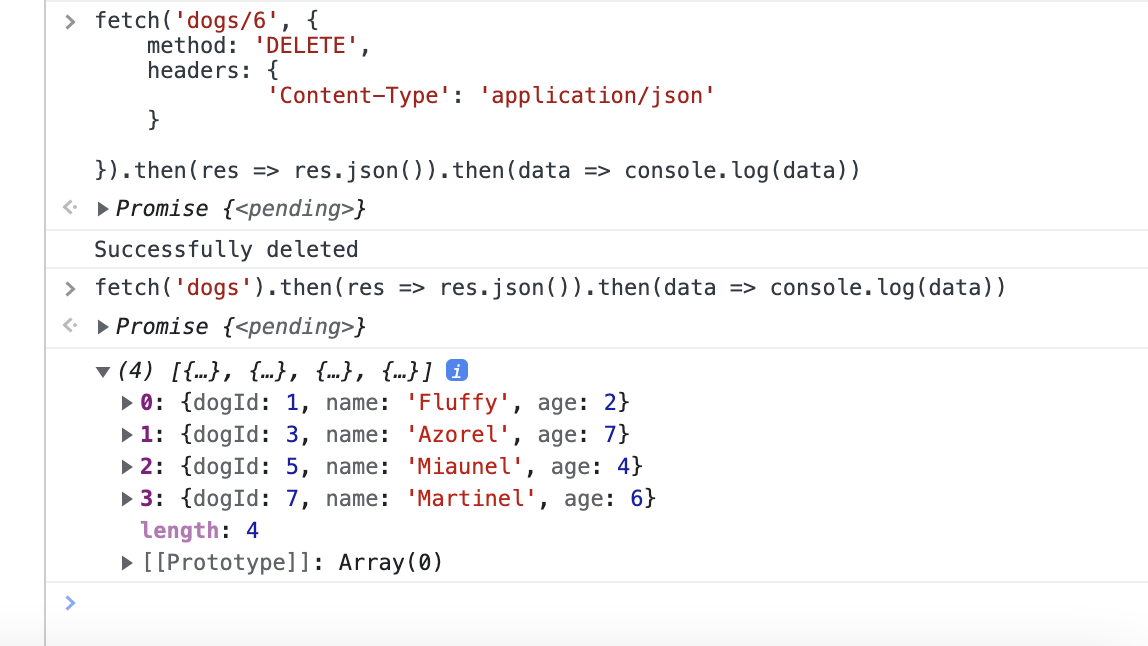 > fetch('dogs/6', {
method: 'DELETE',
headers: {
'Content-Type': 'application/json'
}
}).then(res => res.json()).then(data => console.log(data))
<· ▶ Promise {<pending>}
Successfully deleted
> fetch('dogs').then(res => res.json()).then(data => console.log(data))
<· ▶ Promise {<pending>}
▼ (4) [{…}, {…}, {…}, {…}] i
▶ 0: {dogId: 1, name: 'Fluffy', age: 2}
▶ 1: {dogId: 3, name: 'Azorel', age: 7}
▶ 2: {dogId: 5, name: 'Miaunel', age: 4}
▶ 3: {dogId: 7, name: 'Martinel', age: 6}
length: 4
▶ [[Prototype]]: Array(0)
>